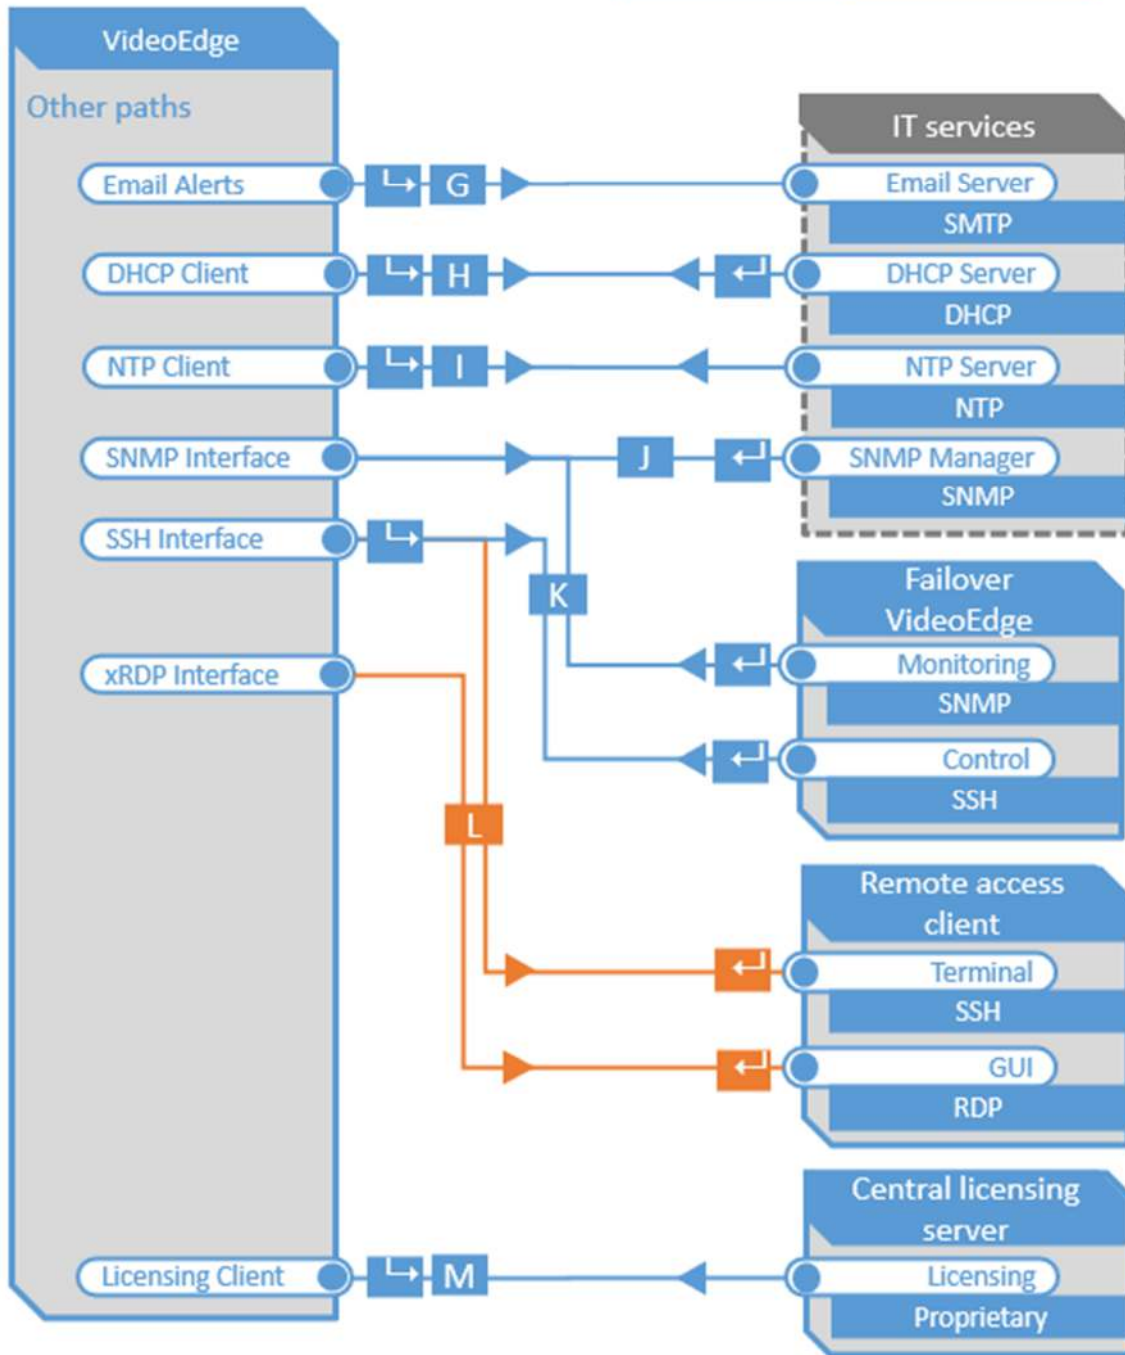 VideoEdge
Other paths
IT services
Email Alerts
G
Email Server
SMTP
DHCP Client
H
DHCP Server
DHCP
NTP Client
I
NTP Server
NTP
SNMP Interface
J
SNMP Manager
SNMP
SSH Interface
K
Failover
VideoEdge
Monitoring
SNMP
xRDP Interface
Control
SSH
L
Remote access
client
Terminal
SSH
GUI
RDP
Central licensing
server
Licensing Client
M
Licensing
Proprietary